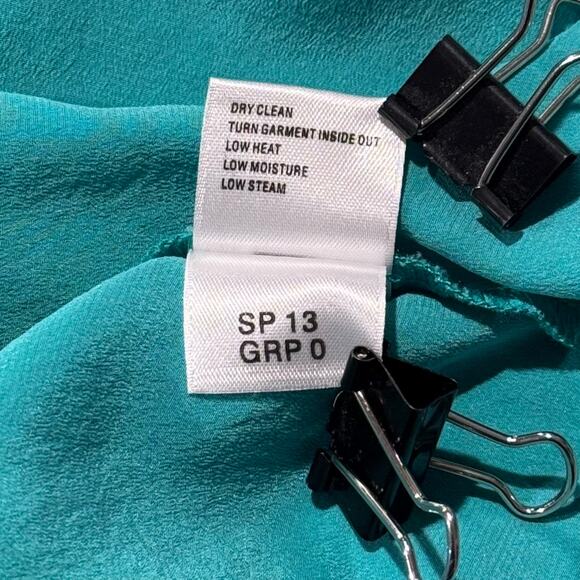 DRY CLEAN
TURN GARMENT INSIDE OUT
LOW HEAT
LOW MOISTURE
LOW STEAM
SP 13
GRP 0